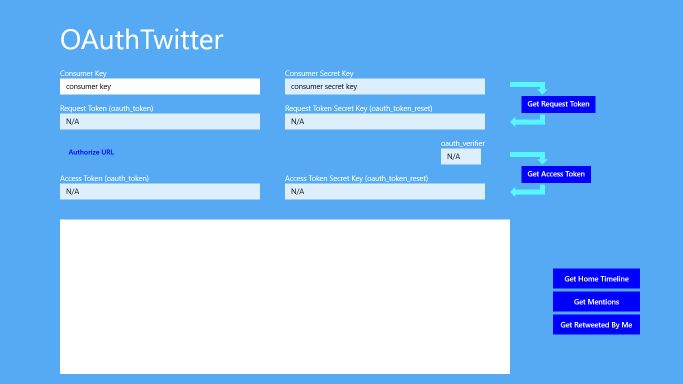 OAuthTwitter
Consumer Key
Consumer Secret Key
consumer key
consumer secret key
Get Request Token
Request Token (oauth_token)
Request Token Secret Key (oauth_token_reset)
N/A
N/A
Authorize URL
oauth_verifier
N/A
Get Access Token
Access Token (oauth_token)
Access Token Secret Key (oauth_token_reset)
N/A
N/A
Get Home Timeline
Get Mentions
Get Retweeted By Me